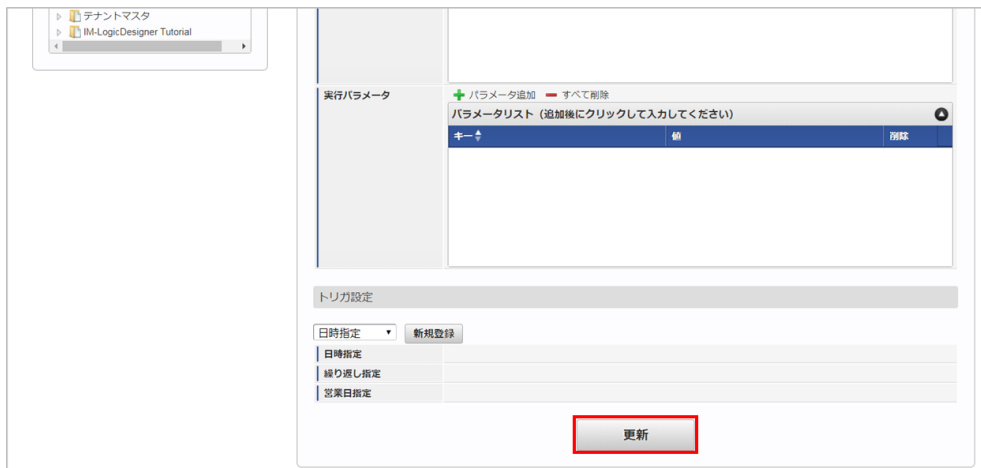 テナントマスタ
IM-LogicDesigner Tutorial
実行パラメータ
パラメータ追加 すべて削除
パラメータリスト（追加後にクリックして入力してください）
キー 値 削除
トリガ設定
日時指定 新規登録
日時指定
繰り返し指定
営業日指定
更新